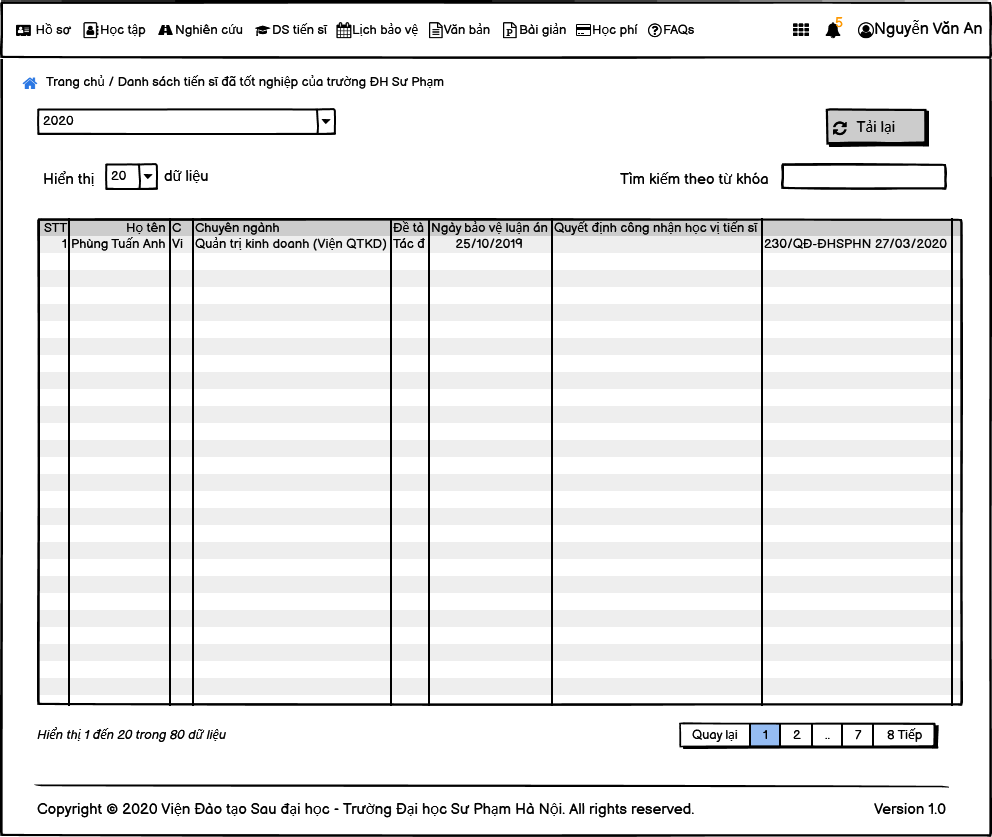 Hồ sơ Học tập Nghiên cứu DS tiến sĩ Lịch bảo vệ Văn bản Bài giản Học phí FAQs 5 Nguyễn Văn An
Trang chủ / Danh sách tiến sĩ đã tốt nghiệp của trường ĐH Sư Phạm
2020
Tải lại
Hiển thị 20 dữ liệu Tìm kiếm theo từ khóa
STT Họ tên C Chuyên ngành Đề tà Ngày bảo vệ luận án Quyết định công nhận học vị tiến sĩ
1 Phùng Tuấn Anh Vi Quản trị kinh doanh (Viện QTKD) Tác đ 25/10/2019 230/QĐ-ĐHSPHN 27/03/2020
Hiển thị 1 đến 20 trong 80 dữ liệu Quay lại 1 2 .. 7 8 Tiếp
Copyright © 2020 Viện Đào tạo Sau đại học - Trường Đại học Sư Phạm Hà Nội. All rights reserved. Version 1.0